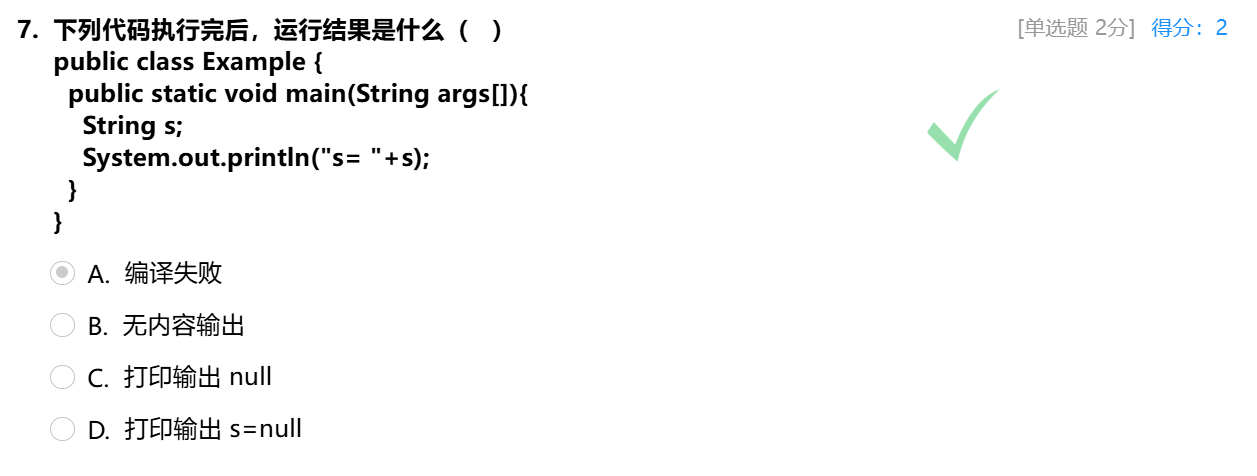 7. 下列代码执行完后，运行结果是什么（ ） [单选题 2分] 得分：2
public class Example {
public static void main(String args[]){
String s;
System.out.println("s= "+s);
}
}
A. 编译失败
B. 无内容输出
C. 打印输出 null
D. 打印输出 s=null